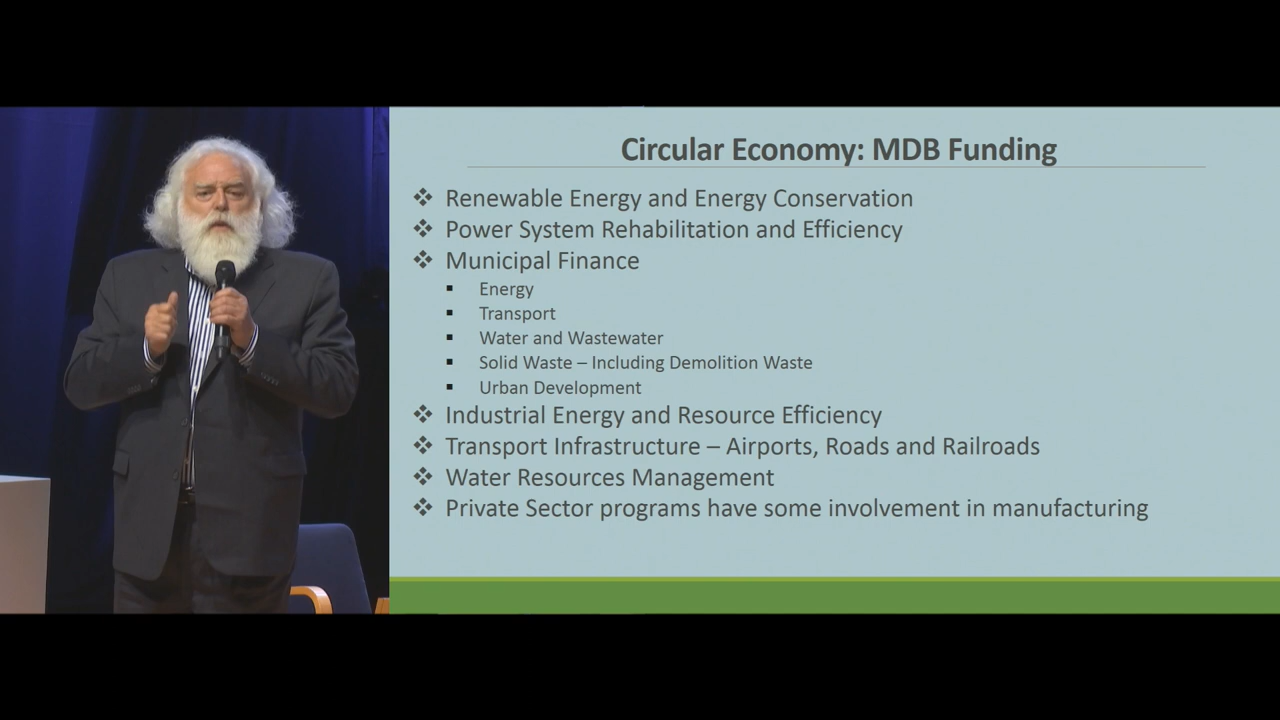 Circular Economy: MDB Funding
❖ Renewable Energy and Energy Conservation
❖ Power System Rehabilitation and Efficiency
❖ Municipal Finance
▪ Energy
▪ Transport
▪ Water and Wastewater
▪ Solid Waste – Including Demolition Waste
▪ Urban Development
❖ Industrial Energy and Resource Efficiency
❖ Transport Infrastructure – Airports, Roads and Railroads
❖ Water Resources Management
❖ Private Sector programs have some involvement in manufacturing